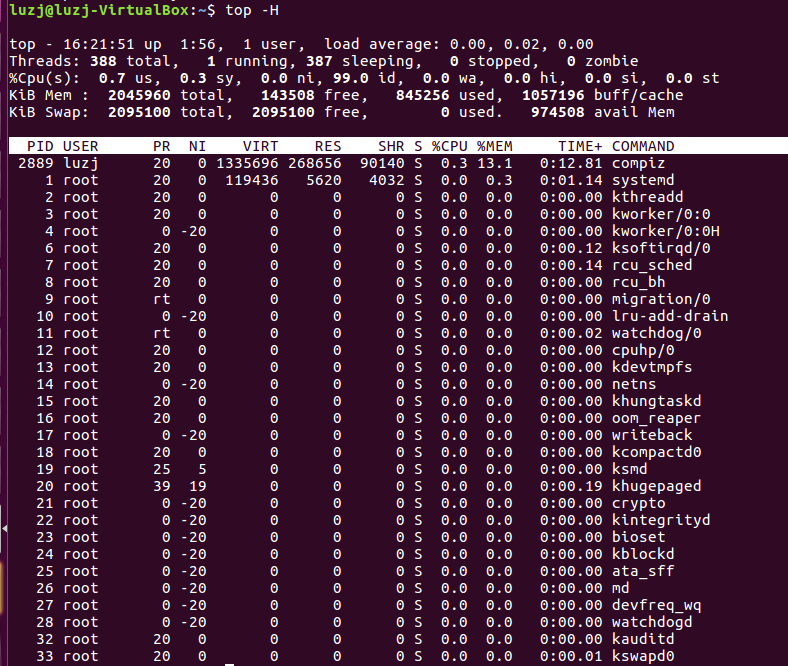 luzj@luzj-VirtualBox:~$ top -H

top - 16:21:51 up  1:56,  1 user,  load average: 0.00, 0.02, 0.00
Threads: 388 total,   1 running, 387 sleeping,   0 stopped,   0 zombie
%Cpu(s):  0.7 us,  0.3 sy,  0.0 ni, 99.0 id,  0.0 wa,  0.0 hi,  0.0 si,  0.0 st
KiB Mem :  2045960 total,   143508 free,   845256 used,  1057196 buff/cache
KiB Swap:  2095100 total,  2095100 free,        0 used.   974508 avail Mem

  PID USER      PR  NI    VIRT    RES    SHR S %CPU %MEM     TIME+ COMMAND
 2889 luzj      20   0 1335696 268656  90140 S  0.3 13.1   0:12.81 compiz
    1 root      20   0  119436   5620   4032 S  0.0  0.3   0:01.14 systemd
    2 root      20   0       0      0      0 S  0.0  0.0   0:00.00 kthreadd
    3 root      20   0       0      0      0 S  0.0  0.0   0:00.00 kworker/0:0
    4 root       0 -20       0      0      0 S  0.0  0.0   0:00.00 kworker/0:0H
    6 root      20   0       0      0      0 S  0.0  0.0   0:00.12 ksoftirqd/0
    7 root      20   0       0      0      0 S  0.0  0.0   0:00.14 rcu_sched
    8 root      20   0       0      0      0 S  0.0  0.0   0:00.00 rcu_bh
    9 root      rt   0       0      0      0 S  0.0  0.0   0:00.00 migration/0
   10 root       0 -20       0      0      0 S  0.0  0.0   0:00.00 lru-add-drain
   11 root      rt   0       0      0      0 S  0.0  0.0   0:00.02 watchdog/0
   12 root      20   0       0      0      0 S  0.0  0.0   0:00.00 cpuhp/0
   13 root      20   0       0      0      0 S  0.0  0.0   0:00.00 kdevtmpfs
   14 root       0 -20       0      0      0 S  0.0  0.0   0:00.00 netns
   15 root      20   0       0      0      0 S  0.0  0.0   0:00.00 khungtaskd
   16 root      20   0       0      0      0 S  0.0  0.0   0:00.00 oom_reaper
   17 root       0 -20       0      0      0 S  0.0  0.0   0:00.00 writeback
   18 root      20   0       0      0      0 S  0.0  0.0   0:00.00 kcompactd0
   19 root      25   5       0      0      0 S  0.0  0.0   0:00.00 ksmd
   20 root      39  19       0      0      0 S  0.0  0.0   0:00.19 khugepaged
   21 root       0 -20       0      0      0 S  0.0  0.0   0:00.00 crypto
   22 root       0 -20       0      0      0 S  0.0  0.0   0:00.00 kintegrityd
   23 root       0 -20       0      0      0 S  0.0  0.0   0:00.00 bioset
   24 root       0 -20       0      0      0 S  0.0  0.0   0:00.00 kblockd
   25 root       0 -20       0      0      0 S  0.0  0.0   0:00.00 ata_sff
   26 root       0 -20       0      0      0 S  0.0  0.0   0:00.00 md
   27 root       0 -20       0      0      0 S  0.0  0.0   0:00.00 devfreq_wq
   28 root       0 -20       0      0      0 S  0.0  0.0   0:00.00 watchdogd
   32 root      20   0       0      0      0 S  0.0  0.0   0:00.00 kauditd
   33 root      20   0       0      0      0 S  0.0  0.0   0:00.01 kswapd0